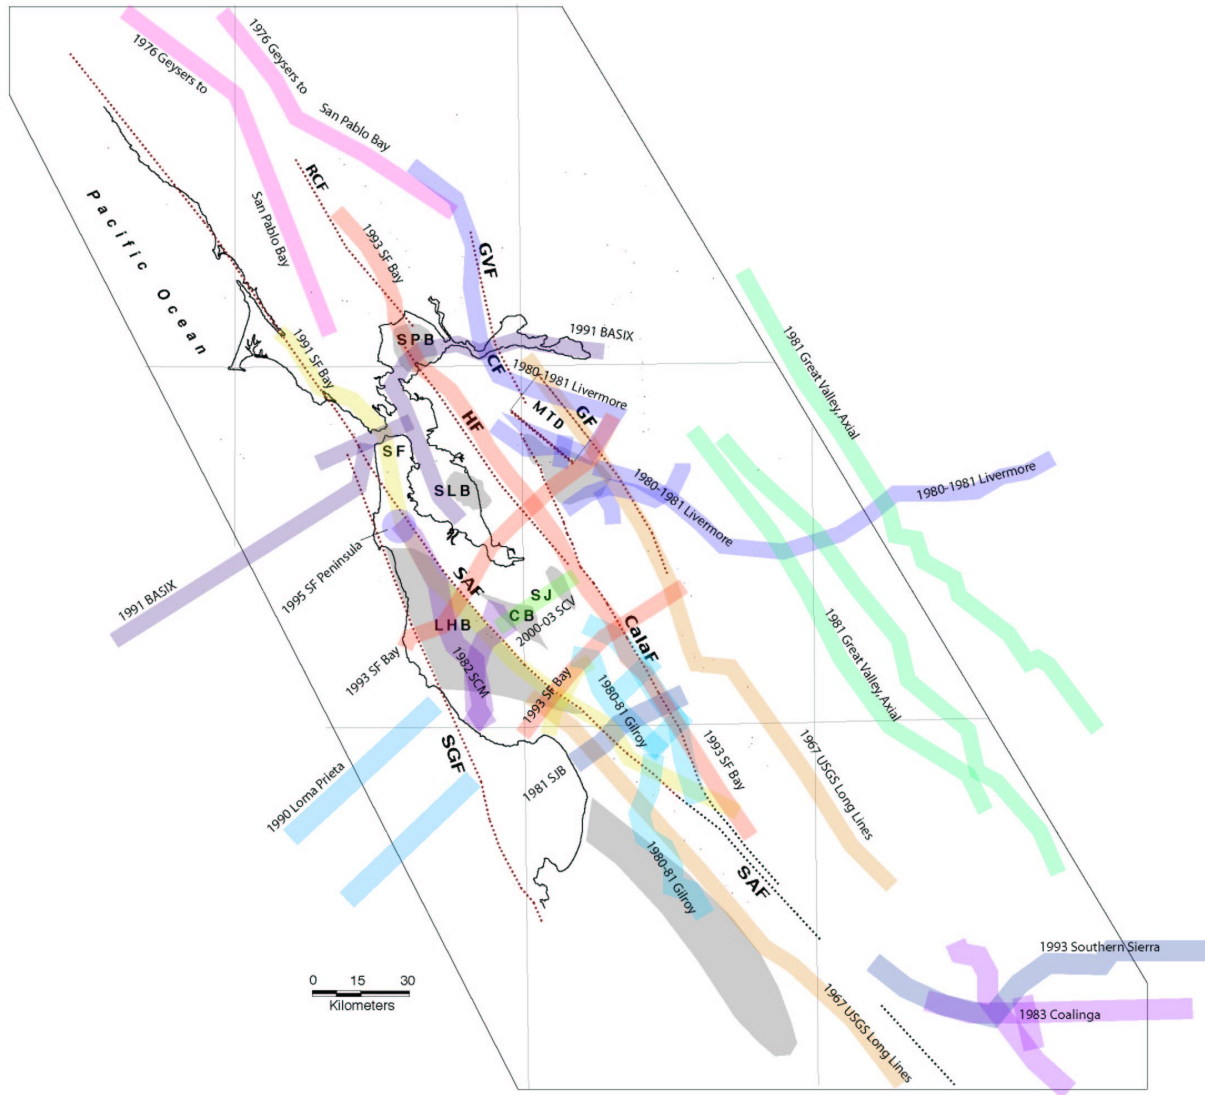 1976 Geysers to
1976 Geysers to
San Pablo Bay
San Pablo Bay
RCF
Pacific Ocean
1993 SF Bay
GVF
1991 SF Bay
SPB
1991 BASIX
CF
1980-1981 Livermore
1981 Great Valley, Axial
MTD
GF
HF
SF
SLB
1980-1981 Livermore
1980-1981 Livermore
1995 SF Peninsula
SAF
SJ
CB
2000-03 SCV
1991 BASIX
LHB
CalaF
1981 Great Valley, Axial
1993 SF Bay
1982 SCM
1993 SF Bay
1980-81 Gilroy
SGF
1981 SJB
1993 SF Bay
1967 USGS Long Lines
1990 Loma Prieta
1980-81 Gilroy
SAF
1993 Southern Sierra
0 15 30
Kilometers
1983 Coalinga
1967 USGS Long Lines